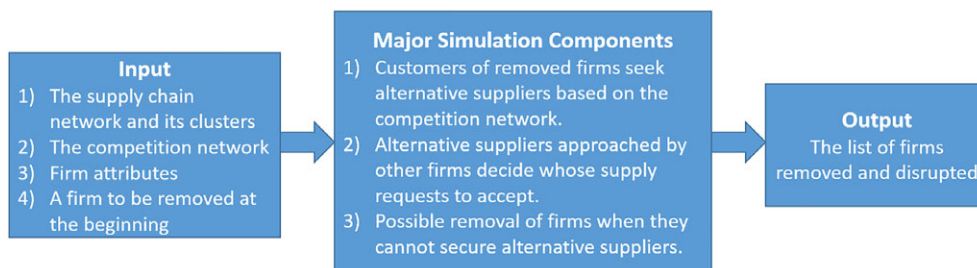 Input
1) The supply chain
network and its clusters
2) The competition network
3) Firm attributes
4) A firm to be removed at
the beginning
Major Simulation Components
1) Customers of removed firms seek
alternative suppliers based on the
competition network.
2) Alternative suppliers approached by
other firms decide whose supply
requests to accept.
3) Possible removal of firms when they
cannot secure alternative suppliers.
Output
The list of firms
removed and disrupted